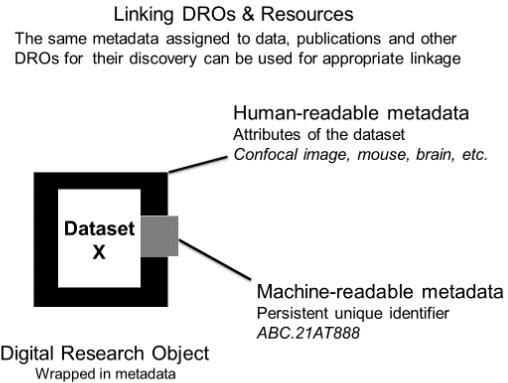 Linking DROs & Resources
The same metadata assigned to data, publications and other
DROs for their discovery can be used for appropriate linkage
Human-readable metadata
Attributes of the dataset
Confocal image, mouse, brain, etc.
Dataset
X
Machine-readable metadata
Persistent unique identifier
ABC.21AT888
Digital Research Object
Wrapped in metadata